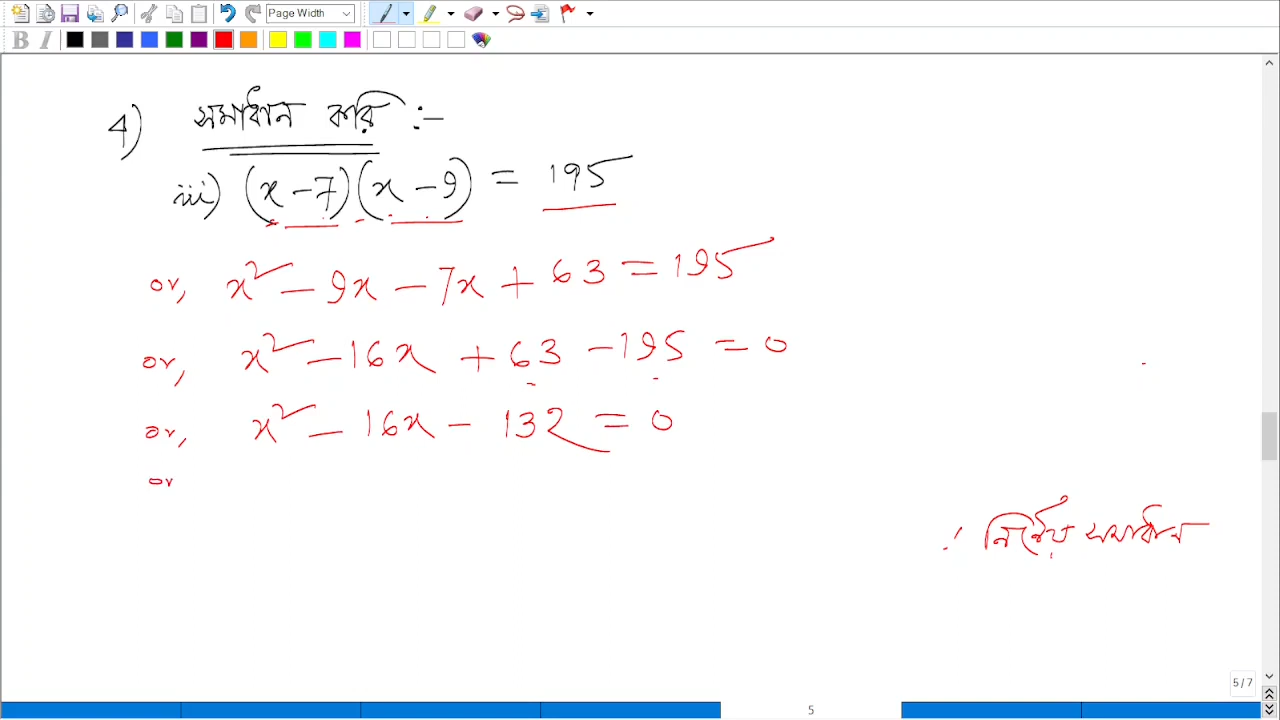 Page Width
B I
4) সমাধান করি :-
iii) (x-7)(x-9) = 195
or, x² - 9x - 7x + 63 = 195
or, x² - 16x + 63 - 195 = 0
or, x² - 16x - 132 = 0
or
∴ নির্ণেয় সমাধান
5 / 7
5